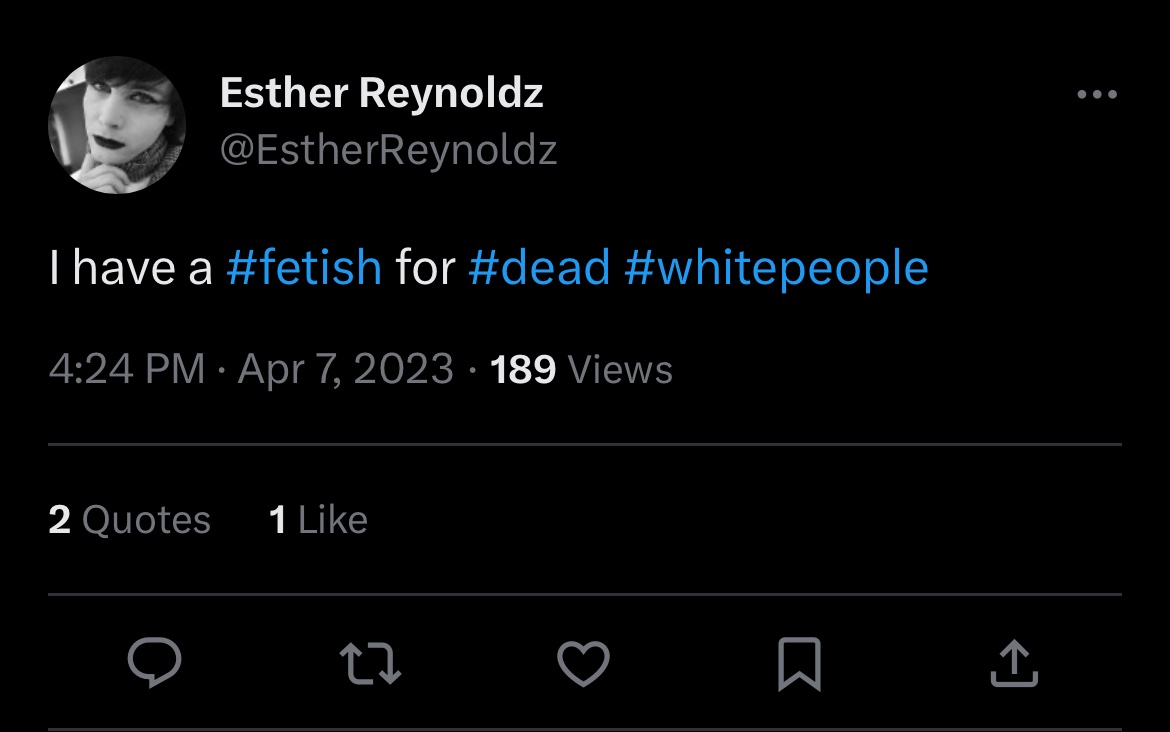 Esther Reynoldz
@EstherReynoldz
I have a #fetish for #dead #whitepeople
4:24 PM · Apr 7, 2023 · 189 Views
2 Quotes 1 Like